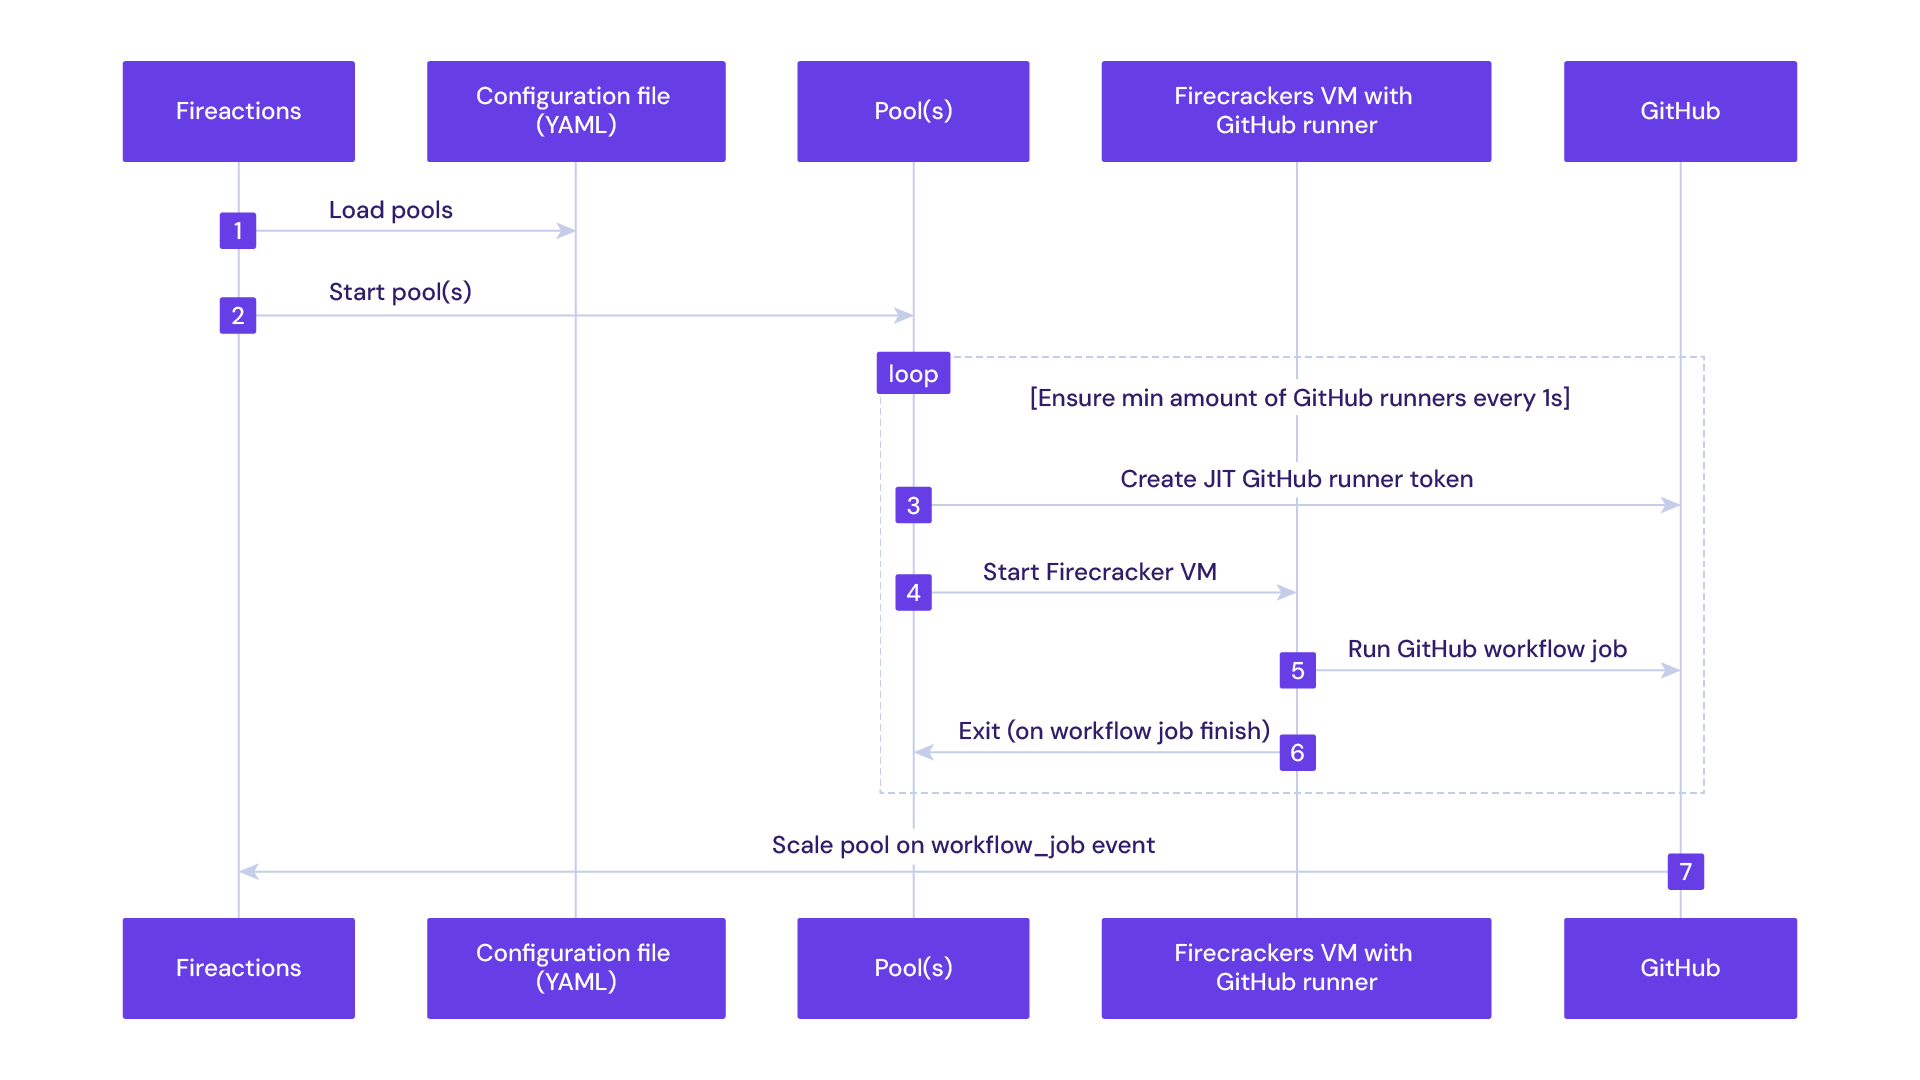 Fireactions
Configuration file
(YAML)
Pool(s)
Firecrackers VM with
GitHub runner
GitHub
Load pools
1
Start pool(s)
2
loop
[Ensure min amount of GitHub runners every 1s]
Create JIT GitHub runner token
3
Start Firecracker VM
4
Run GitHub workflow job
5
Exit (on workflow job finish)
6
Scale pool on workflow_job event
7
Fireactions
Configuration file
(YAML)
Pool(s)
Firecrackers VM with
GitHub runner
GitHub